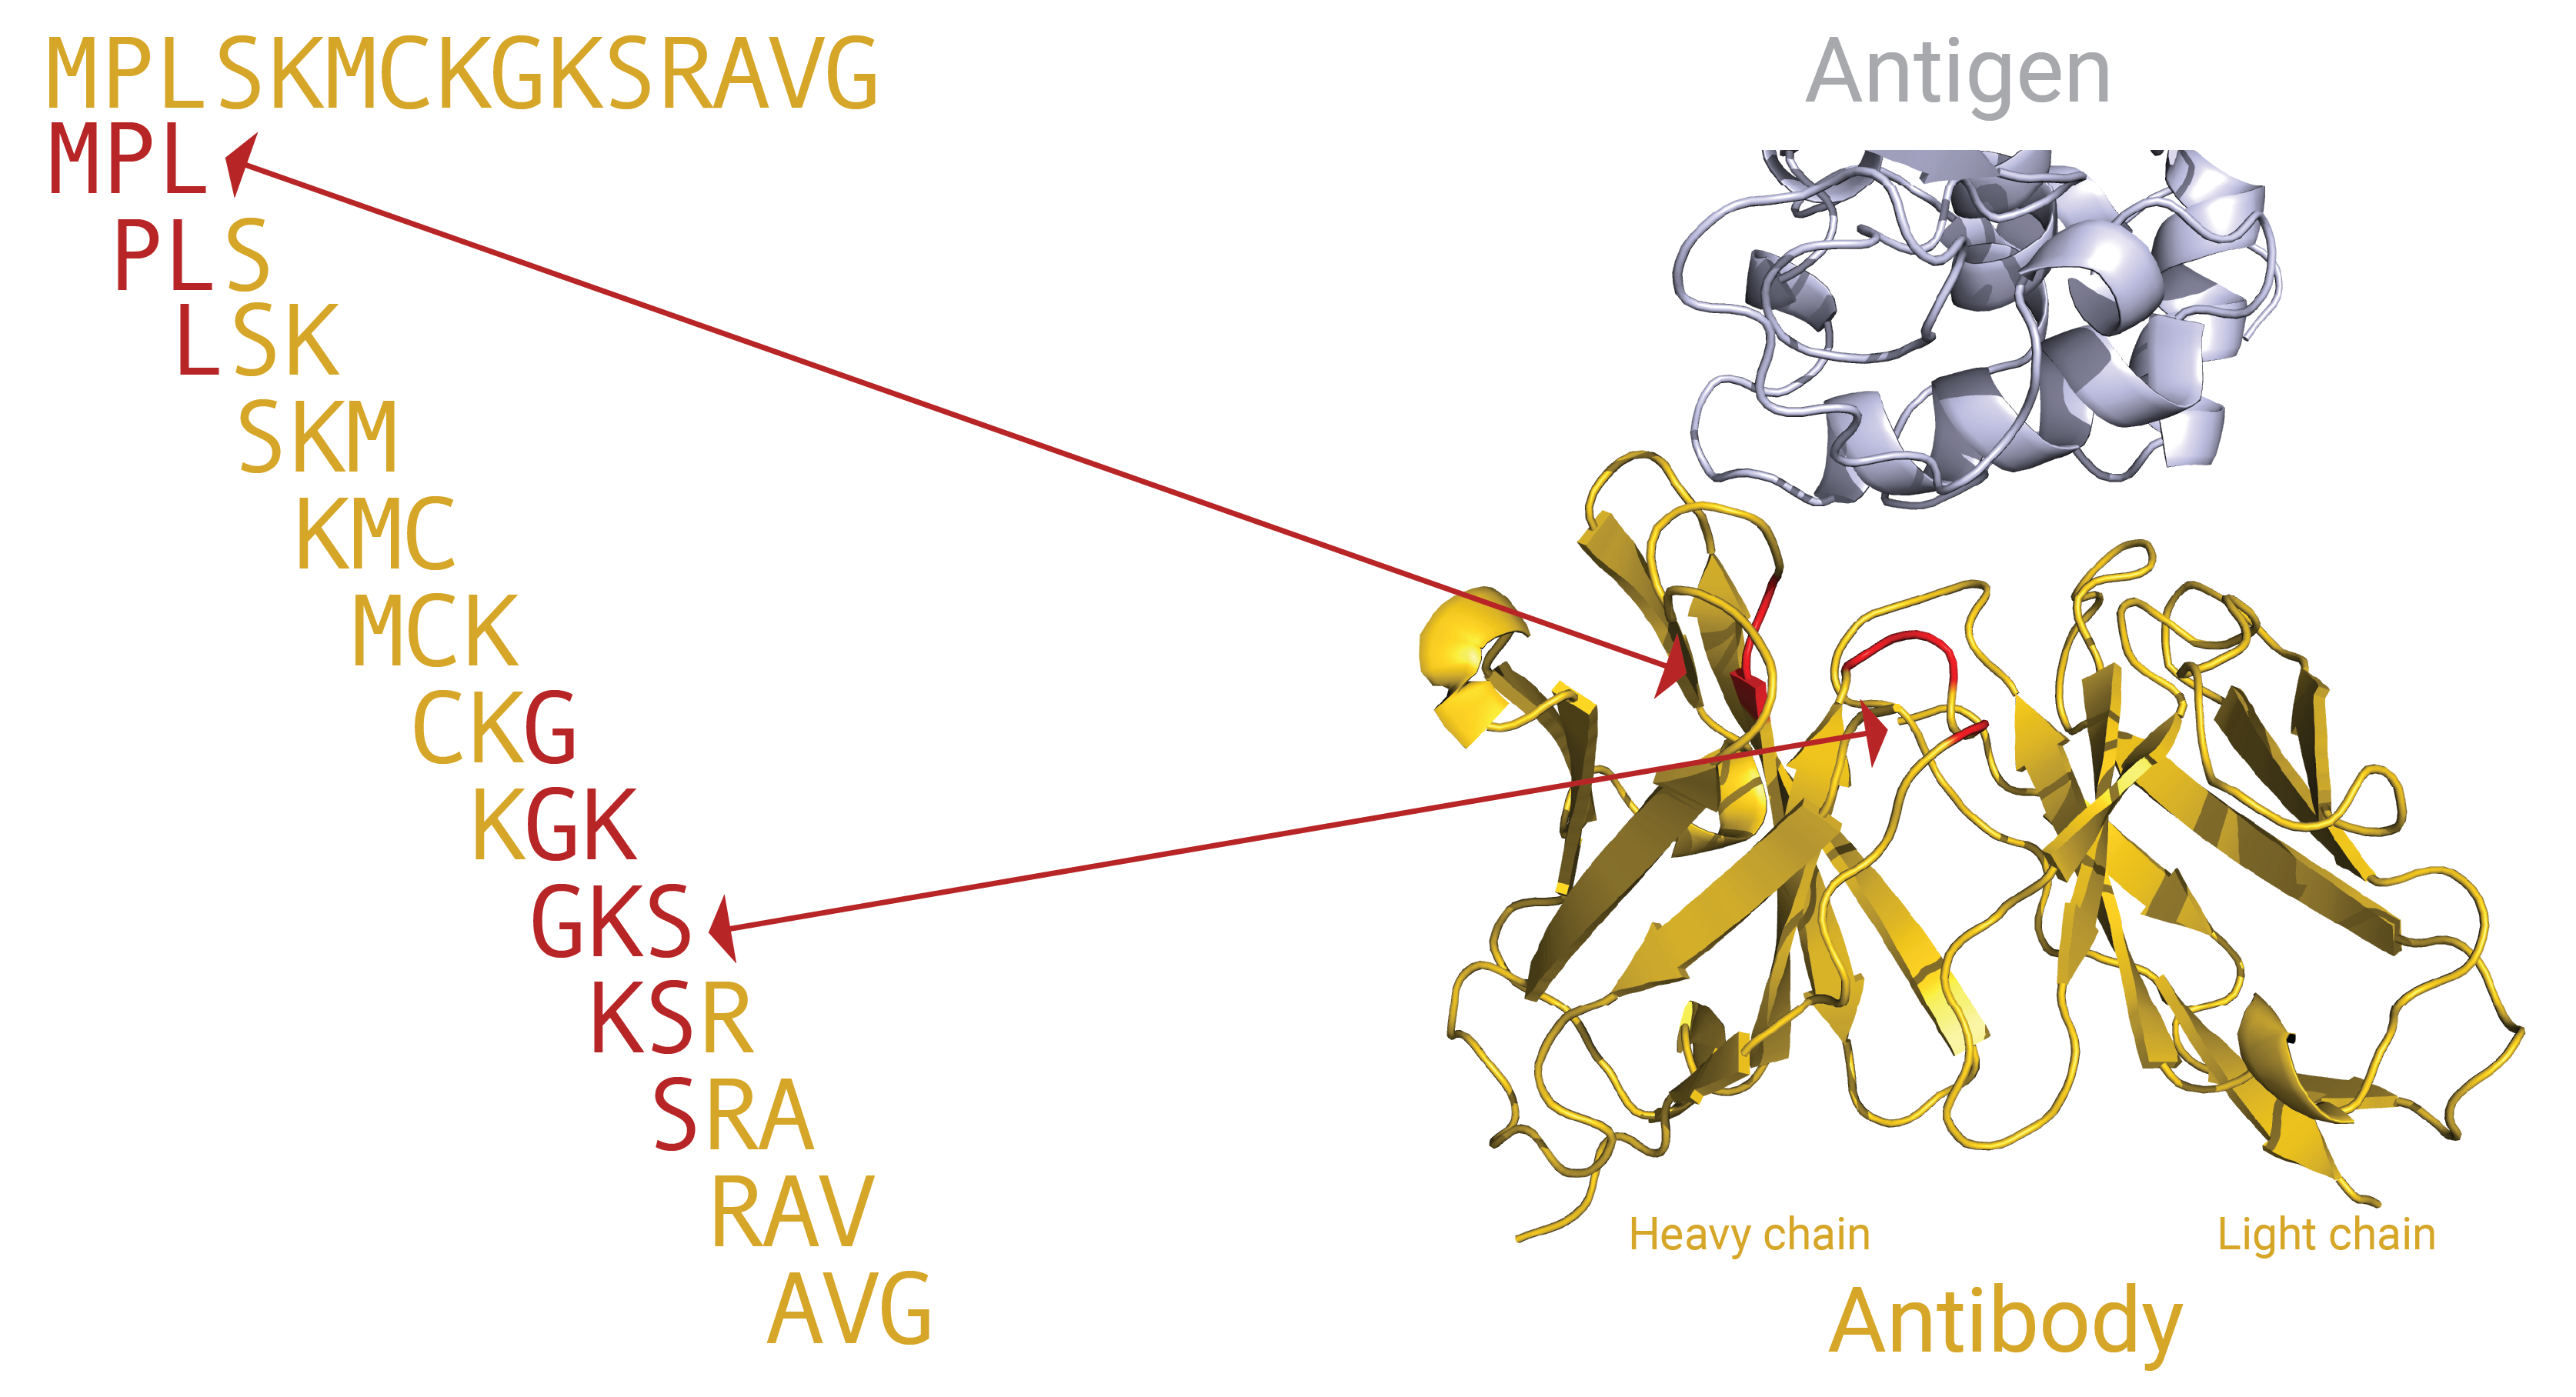 MPLSKMCKGKSRAVG
MPL
PLS
LSK
SKM
KMC
MCK
CKG
KGK
GKS
KSR
SRA
RAV
AVG
Antigen
Heavy chain
Light chain
Antibody